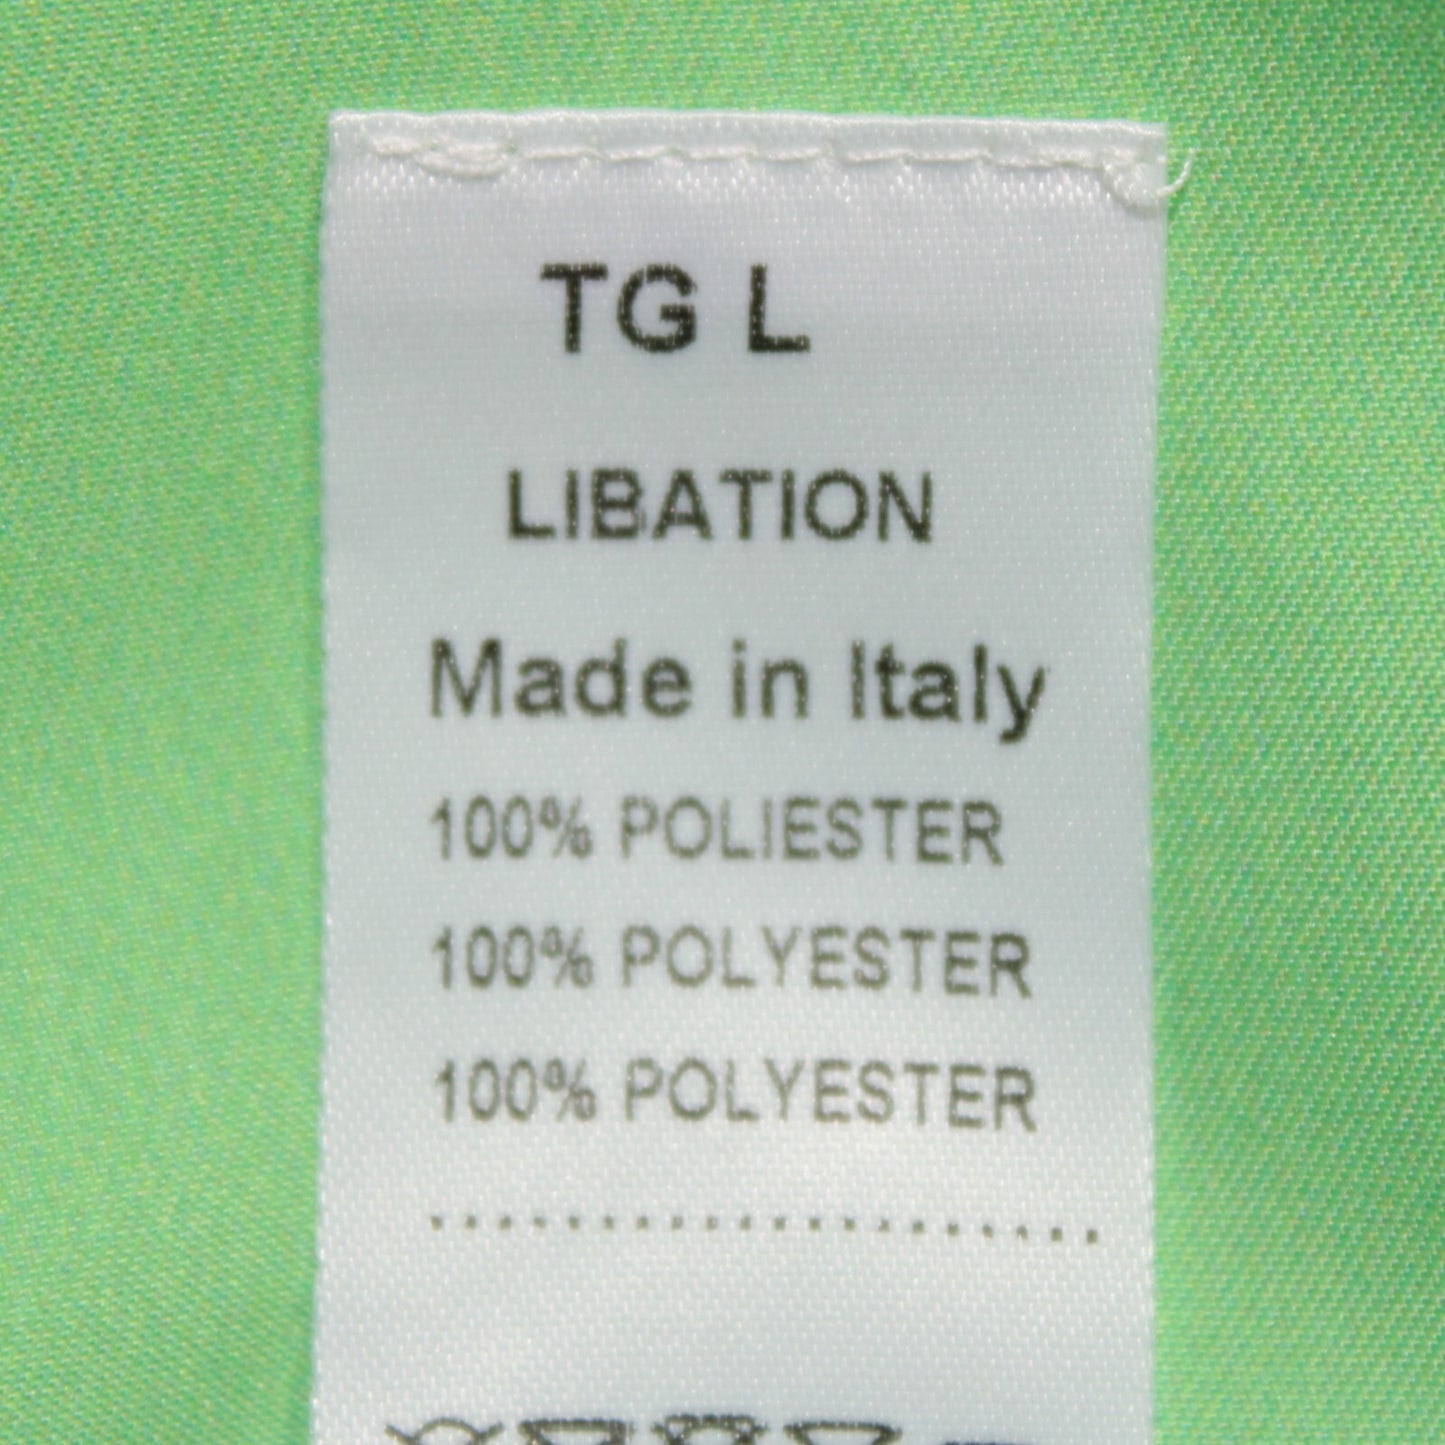 TG L
LIBATION
Made in Italy
100% POLIESTER
100% POLYESTER
100% POLYESTER
.....................